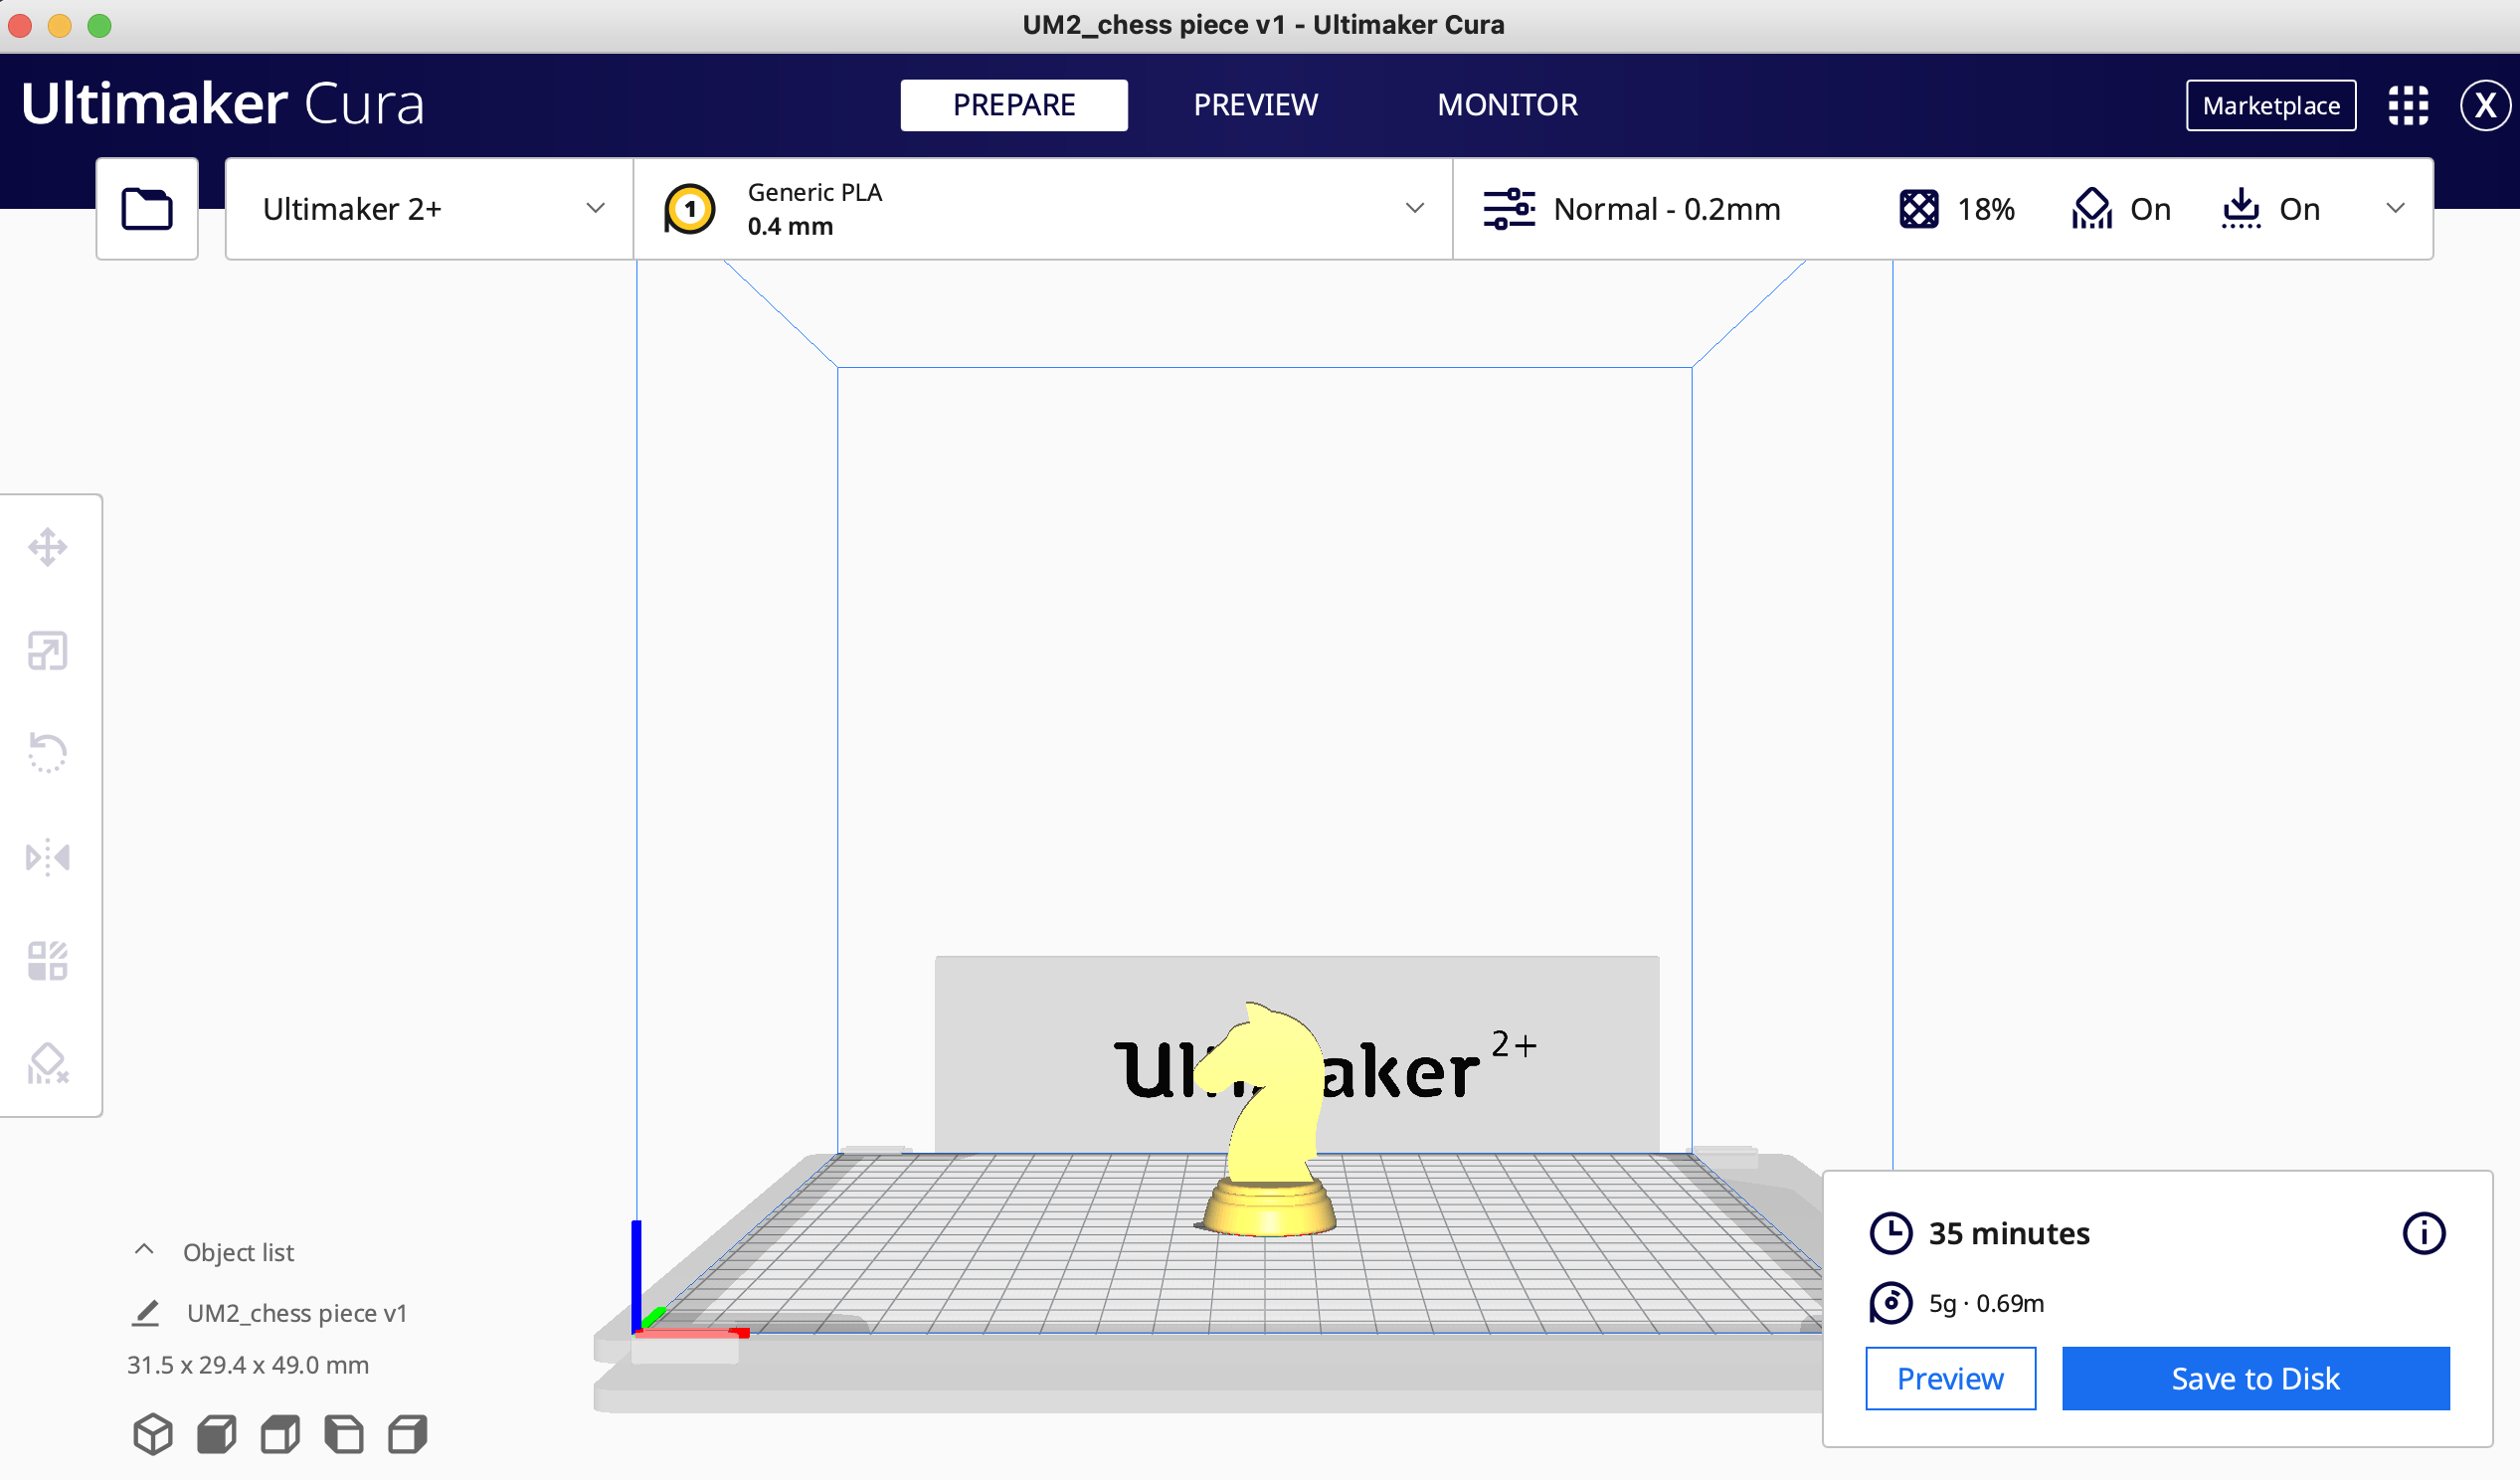 UM2_chess piece v1 - Ultimaker Cura
Ultimaker Cura
PREPARE
PREVIEW
MONITOR
Marketplace
X
Ultimaker 2+
1
Generic PLA
0.4 mm
Normal - 0.2mm
18%
On
On
Ul aker 2+
Object list
UM2_chess piece v1
31.5 x 29.4 x 49.0 mm
35 minutes
5g · 0.69m
Preview
Save to Disk